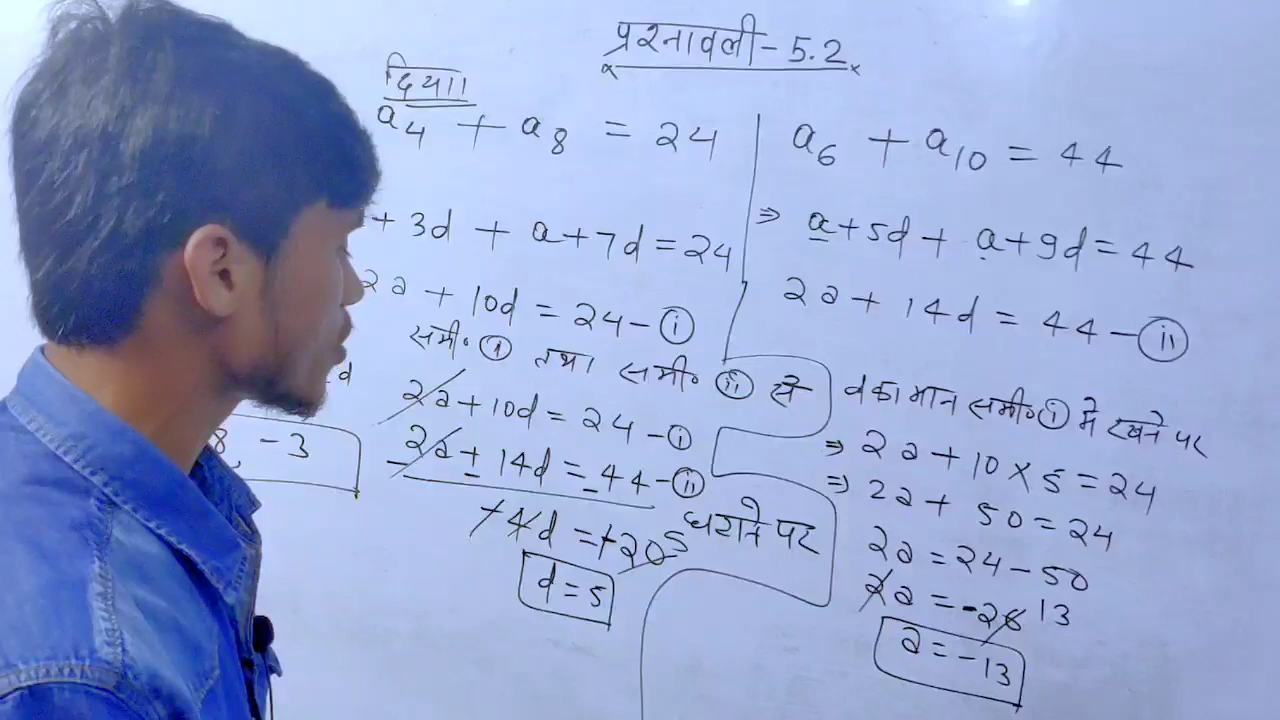 प्रश्नावली - 5.2
दिया।
a4 + a8 = 24
+ 3d + a + 7d = 24
2a + 10d = 24 - (i)
समी. (i) तथा समी. (ii) से
2a + 10d = 24 - (i)
2a + 14d = 44 - (ii)
घटाने पर
-4d = -20 5
d = 5
d
8, -3
a6 + a10 = 44
⇒ a + 5d + a + 9d = 44
2a + 14d = 44 - (ii)
d का मान समी. (i) में रखने पर
⇒ 2a + 10 × 5 = 24
⇒ 2a + 50 = 24
2a = 24 - 50
2a = -26 13
a = -13